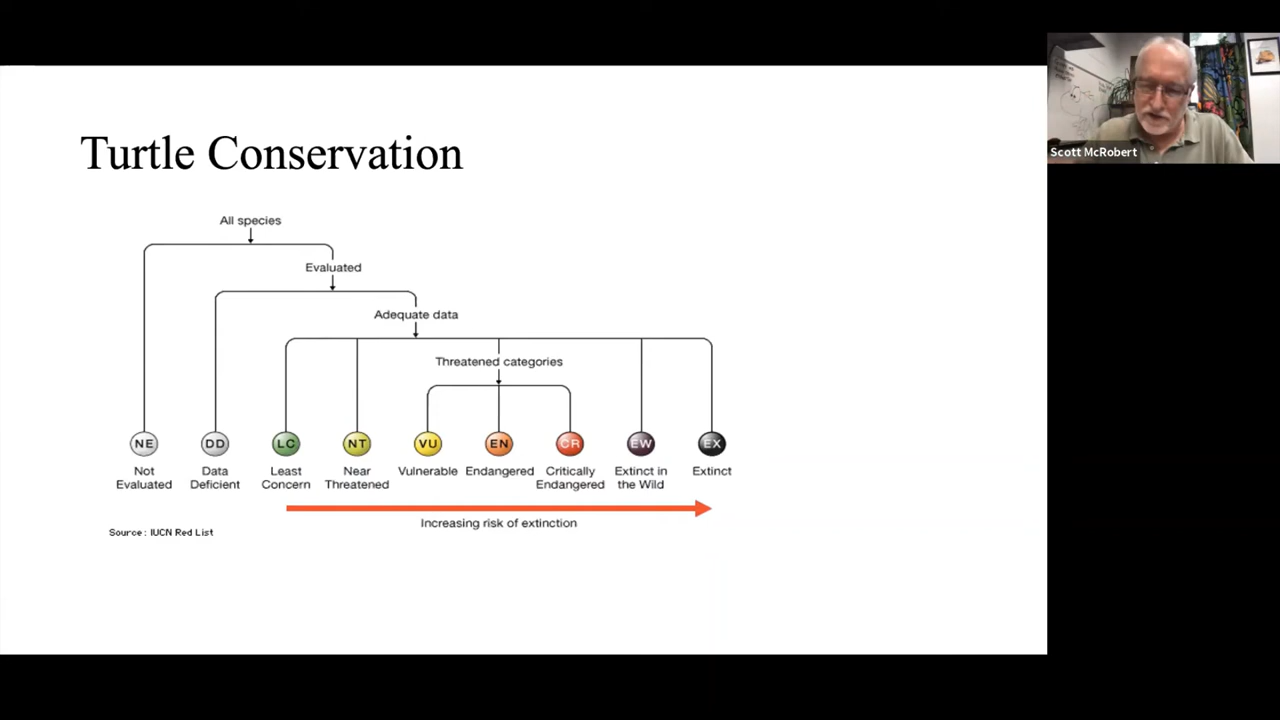 Turtle Conservation
All species
Evaluated
Adequate data
Threatened categories
NE
DD
LC
NT
VU
EN
CR
EW
EX
Not
Evaluated
Data
Deficient
Least
Concern
Near
Threatened
Vulnerable
Endangered
Critically
Endangered
Extinct in
the Wild
Extinct
Increasing risk of extinction
Source: IUCN Red List
Scott McRobert